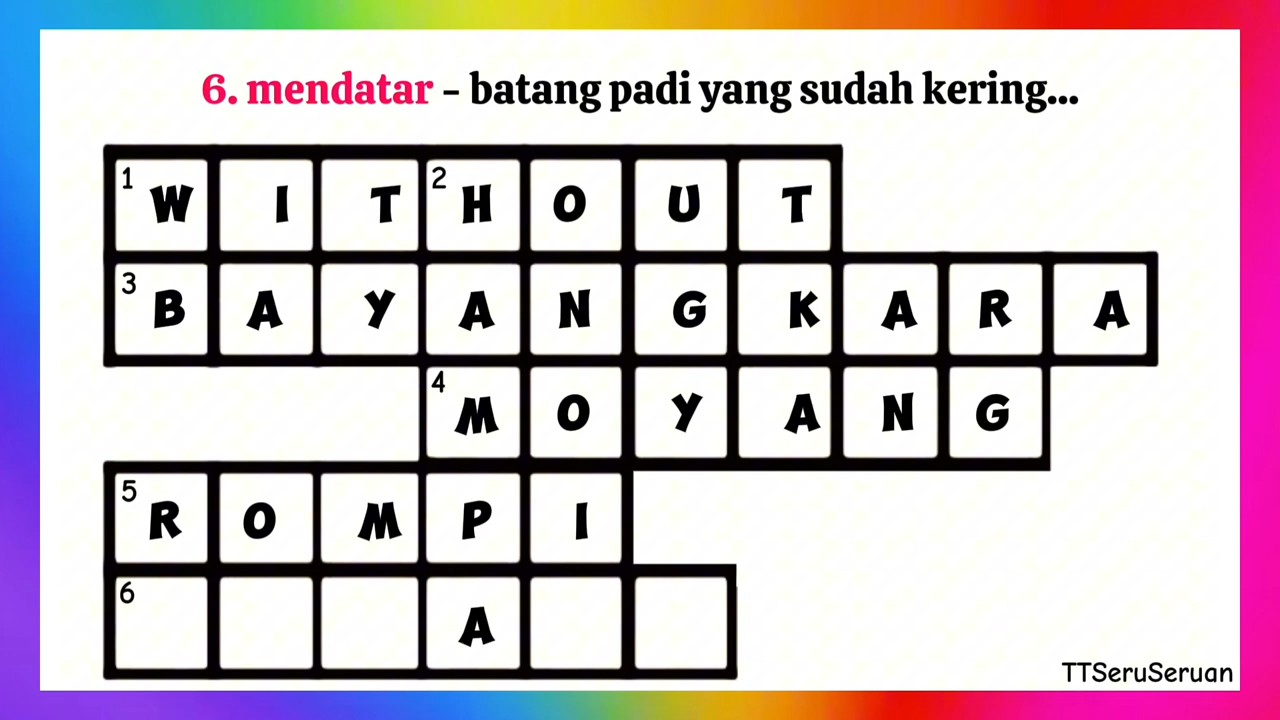 6. mendatar - batang padi yang sudah kering...
1 W I T 2 H O U T
3 B A Y A N G K A R A
4 M O Y A N G
5 R O M P I
6 A
TTSeruSeruan